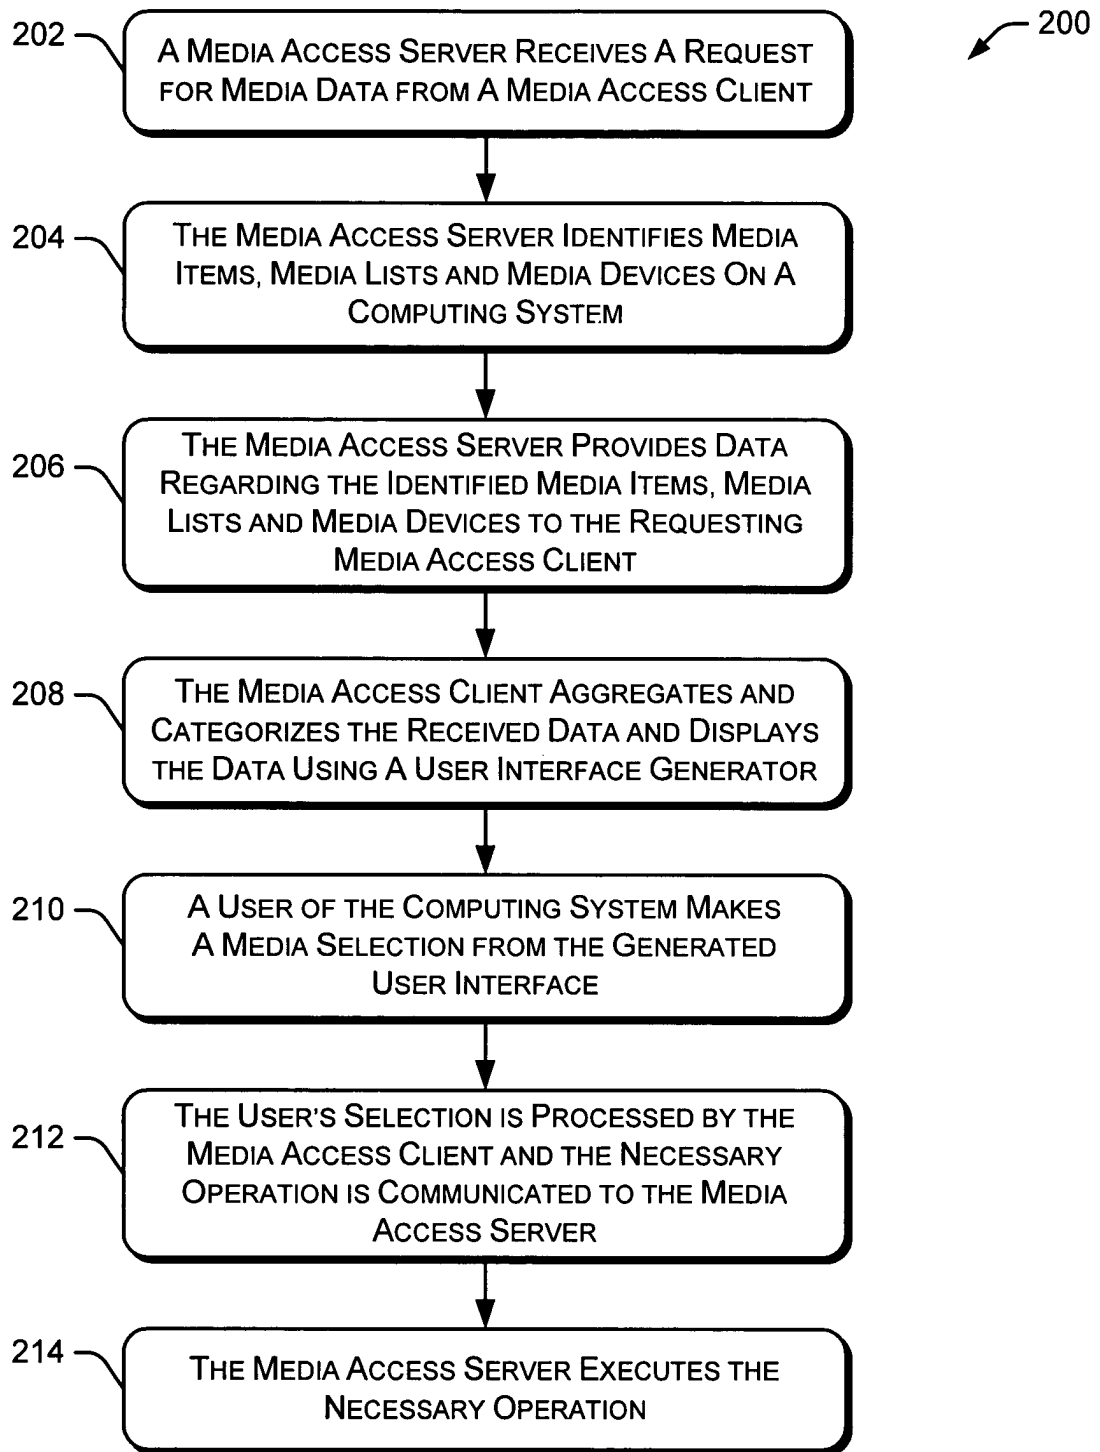 200
202
A MEDIA ACCESS SERVER RECEIVES A REQUEST
FOR MEDIA DATA FROM A MEDIA ACCESS CLIENT
204
THE MEDIA ACCESS SERVER IDENTIFIES MEDIA
ITEMS, MEDIA LISTS AND MEDIA DEVICES ON A
COMPUTING SYSTEM
206
THE MEDIA ACCESS SERVER PROVIDES DATA
REGARDING THE IDENTIFIED MEDIA ITEMS, MEDIA
LISTS AND MEDIA DEVICES TO THE REQUESTING
MEDIA ACCESS CLIENT
208
THE MEDIA ACCESS CLIENT AGGREGATES AND
CATEGORIZES THE RECEIVED DATA AND DISPLAYS
THE DATA USING A USER INTERFACE GENERATOR
210
A USER OF THE COMPUTING SYSTEM MAKES
A MEDIA SELECTION FROM THE GENERATED
USER INTERFACE
212
THE USER'S SELECTION IS PROCESSED BY THE
MEDIA ACCESS CLIENT AND THE NECESSARY
OPERATION IS COMMUNICATED TO THE MEDIA
ACCESS SERVER
214
THE MEDIA ACCESS SERVER EXECUTES THE
NECESSARY OPERATION